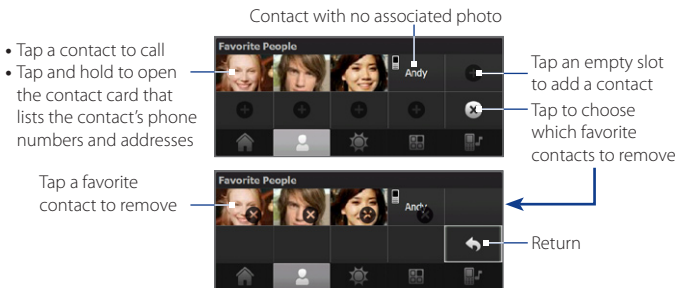 Contact with no associated photo
• Tap a contact to call
• Tap and hold to open
the contact card that
lists the contact's phone
numbers and addresses
Favorite People
Andy
Tap an empty slot
to add a contact
Tap to choose
which favorite
contacts to remove
Tap a favorite
contact to remove
Favorite People
Andy
Return